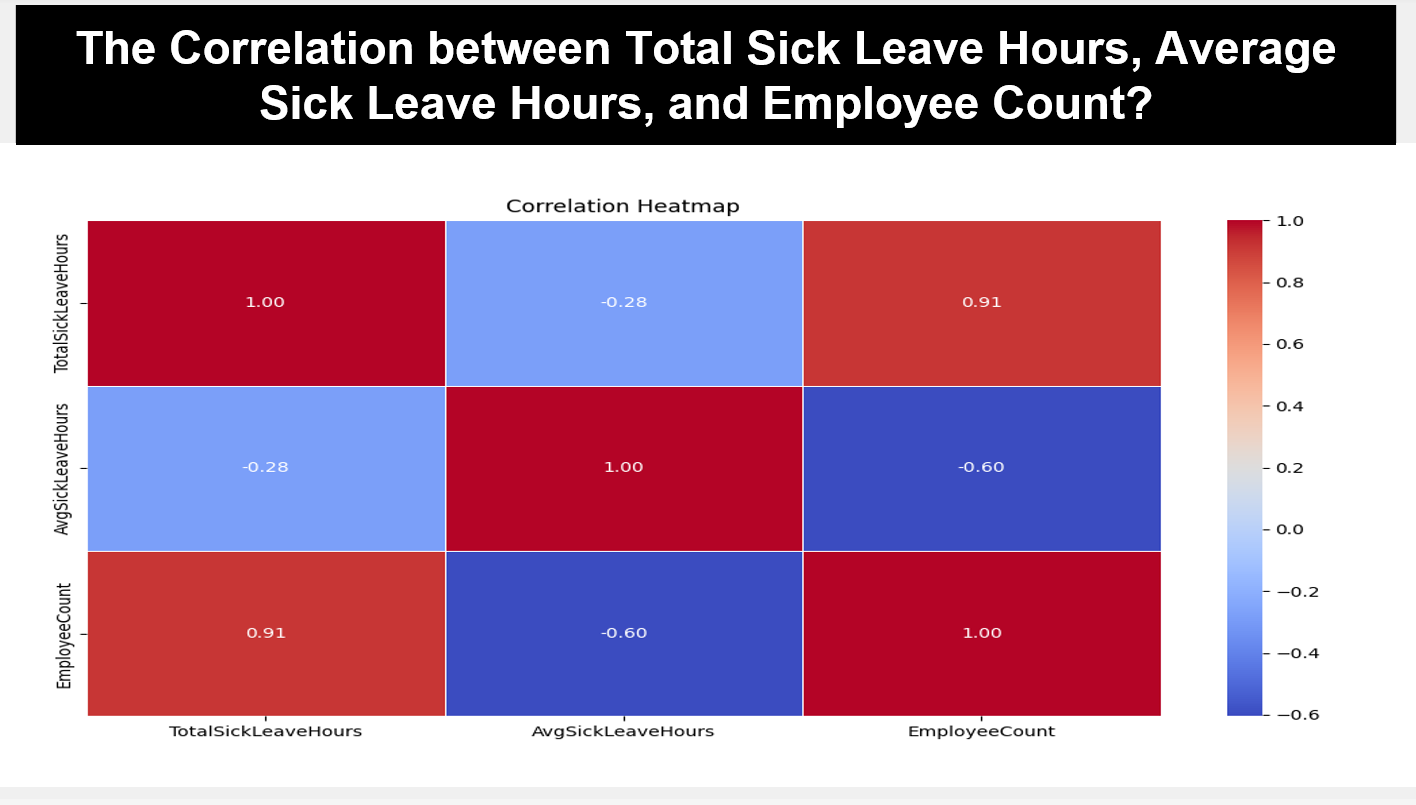 The Correlation between Total Sick Leave Hours, Average
Sick Leave Hours, and Employee Count?
Correlation Heatmap
TotalSickLeaveHours
1.00
-0.28
0.91
AvgSickLeaveHours
-0.28
1.00
-0.60
EmployeeCount
0.91
-0.60
1.00
TotalSickLeaveHours
AvgSickLeaveHours
EmployeeCount
1.0
0.8
0.6
0.4
0.2
0.0
−0.2
−0.4
−0.6